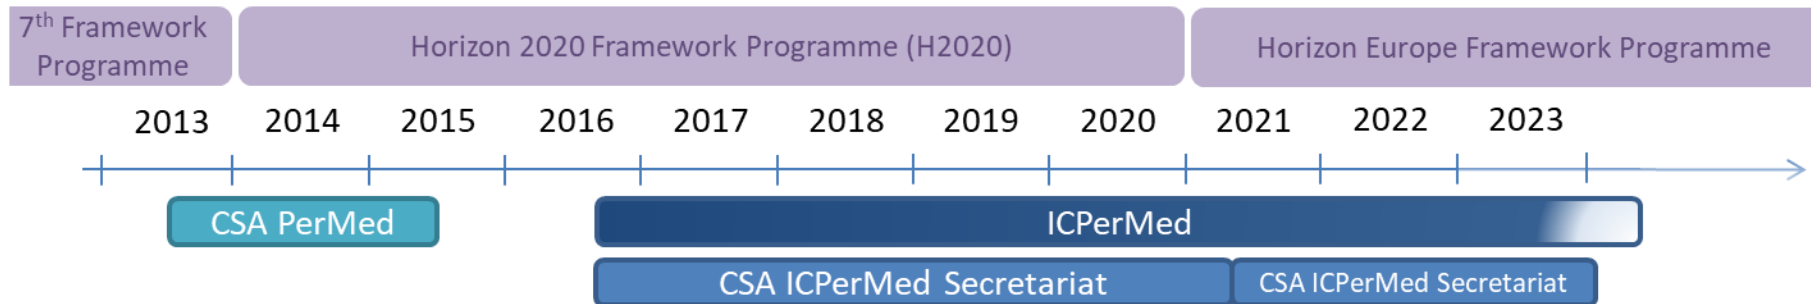 7th Framework
Programme
Horizon 2020 Framework Programme (H2020)
Horizon Europe Framework Programme
2013 2014 2015 2016 2017 2018 2019 2020 2021 2022 2023
CSA PerMed
ICPerMed
CSA ICPerMed Secretariat
CSA ICPerMed Secretariat